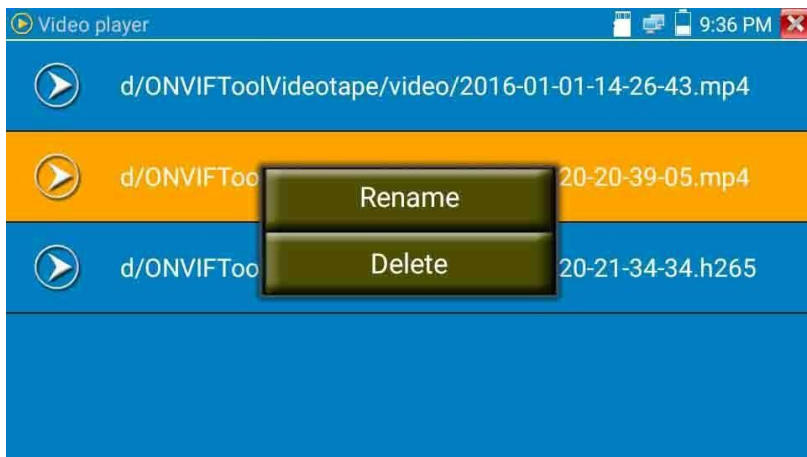 Video player 9:36 PM
d/ONVIFToolVideotape/video/2016-01-01-14-26-43.mp4
d/ONVIFToo 20-20-39-05.mp4
Rename
Delete
d/ONVIFToo 20-21-34-34.h265